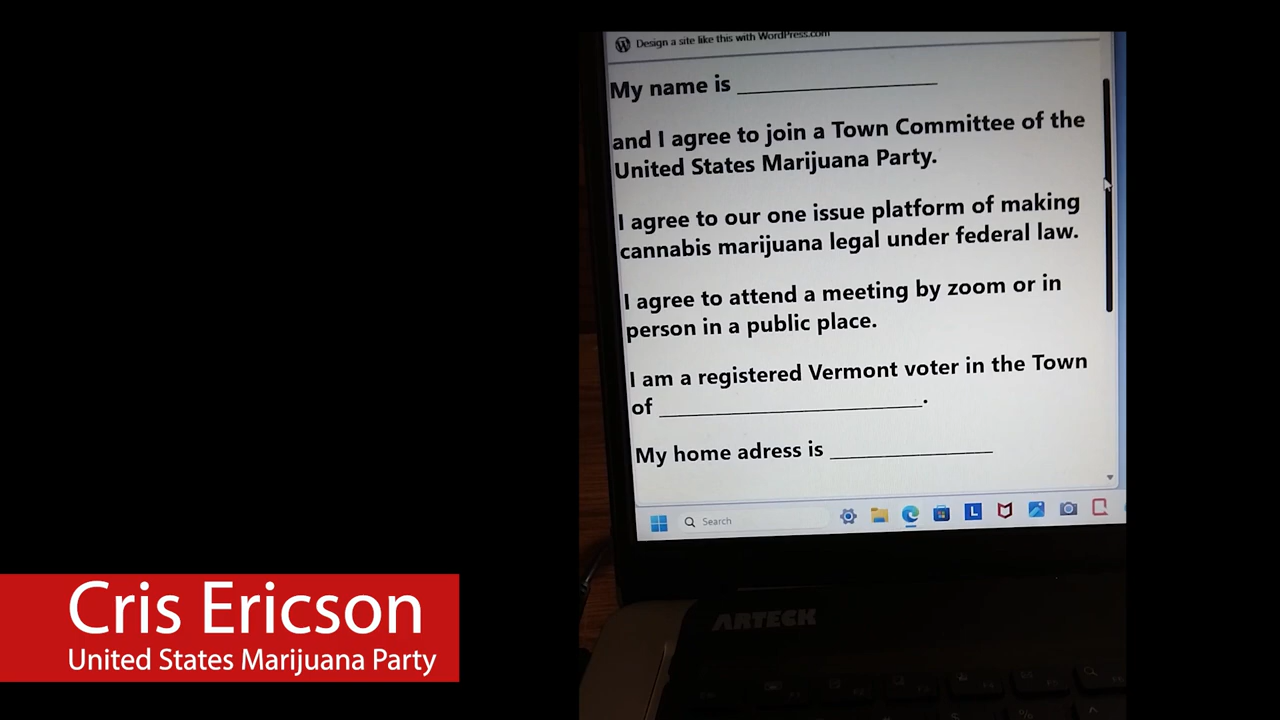 Design a site like this with WordPress.com
My name is ________________
and I agree to join a Town Committee of the
United States Marijuana Party.
I agree to our one issue platform of making
cannabis marijuana legal under federal law.
I agree to attend a meeting by zoom or in
person in a public place.
I am a registered Vermont voter in the Town
of _____________________.
My home adress is _____________
Search
ARTECK
Cris Ericson
United States Marijuana Party